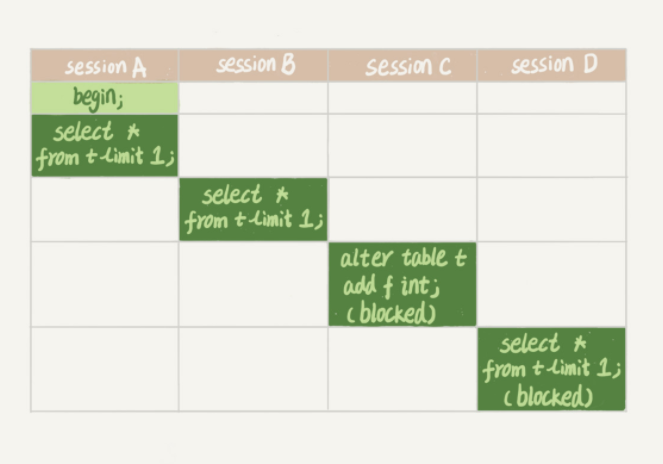 session A session B session C session D
begin;
select *
from t limit 1;
select *
from t limit 1;
alter table t
add f int;
(blocked)
select *
from t limit 1;
(blocked)